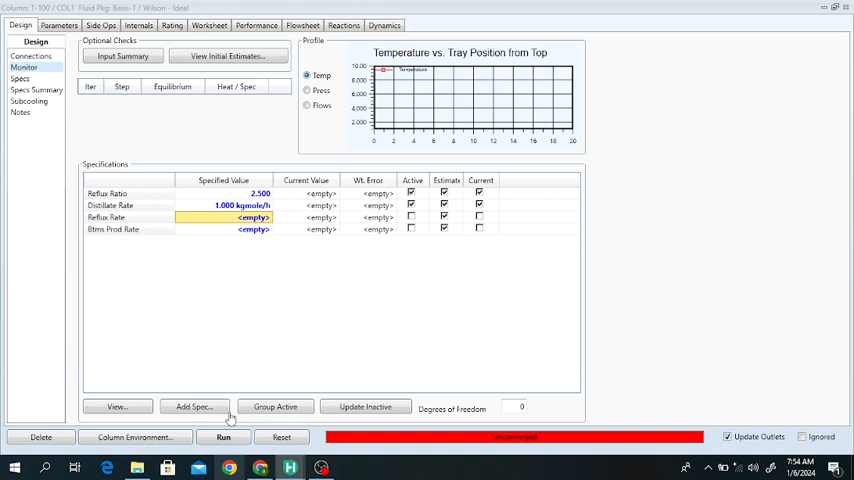 Column: T-100 / COL1 Fluid Pkg: Basis-1 / Wilson - Ideal
Design Parameters Side Ops Internals Rating Worksheet Performance Flowsheet Reactions Dynamics
Design
Connections
Monitor
Specs
Specs Summary
Subcooling
Notes
Optional Checks
Input Summary View Initial Estimates...
Iter Step Equilibrium Heat / Spec
Profile
Temp
Press
Flows
Temperature vs. Tray Position from Top
Temperature
10.00
8.000
6.000
4.000
2.000
0 2 4 6 8 10 12 14 16 18 20
Specifications
Specified Value Current Value Wt. Error Active Estimate Current
Reflux Ratio 2.500 <empty> <empty>
Distillate Rate 1.000 kgmole/h <empty> <empty>
Reflux Rate <empty> <empty> <empty>
Btms Prod Rate <empty> <empty> <empty>
View... Add Spec... Group Active Update Inactive Degrees of Freedom 0
Delete Column Environment... Run Reset Unconverged Update Outlets Ignored
7:54 AM
1/6/2024